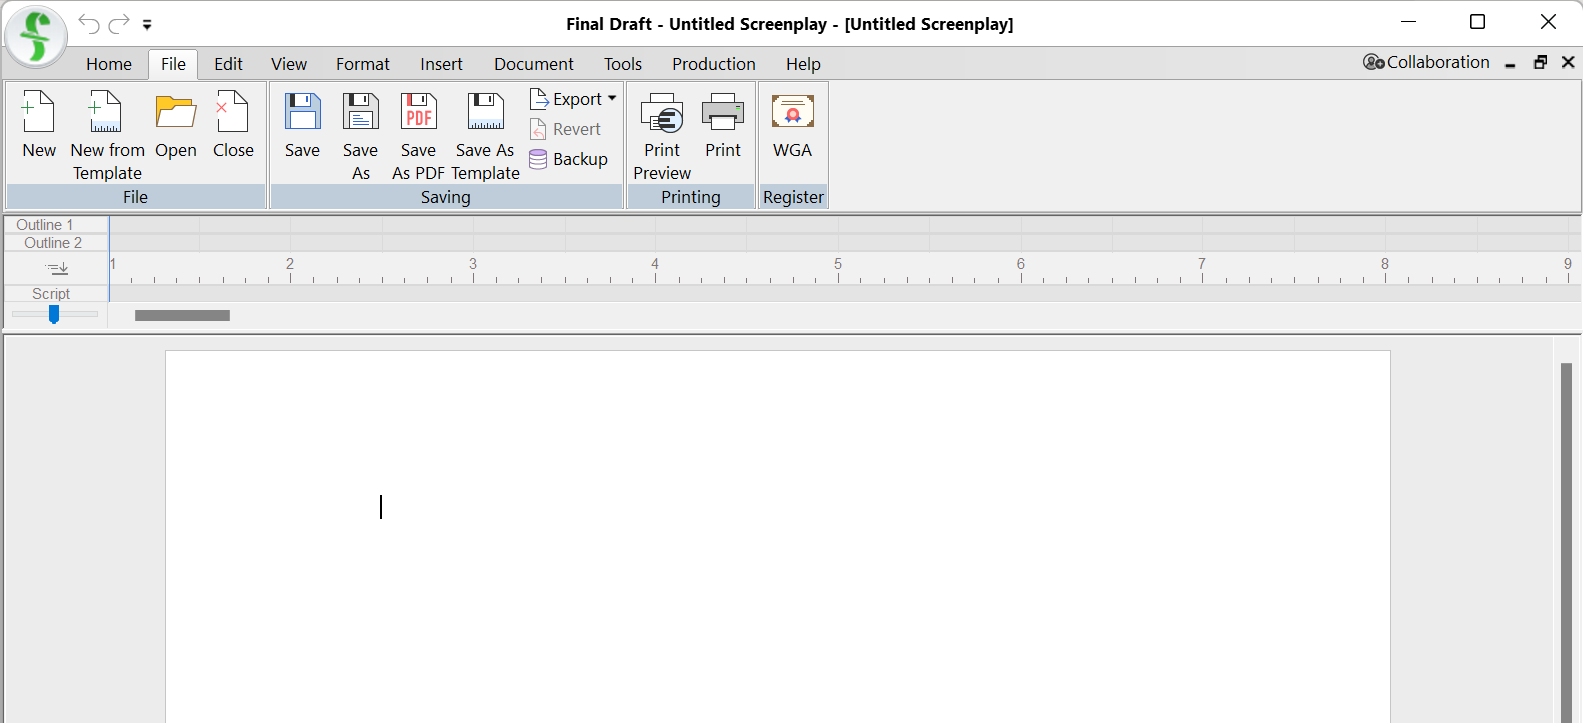 Final Draft - Untitled Screenplay - [Untitled Screenplay]
Home File Edit View Format Insert Document Tools Production Help Collaboration
New
New from Template
Open
Close
Save
Save As
PDF
Save As PDF
Save As Template
Export
Revert
Backup
Print Preview
Print
WGA
File Saving Printing Register
Outline 1
Outline 2
1 2 3 4 5 6 7 8 9
Script